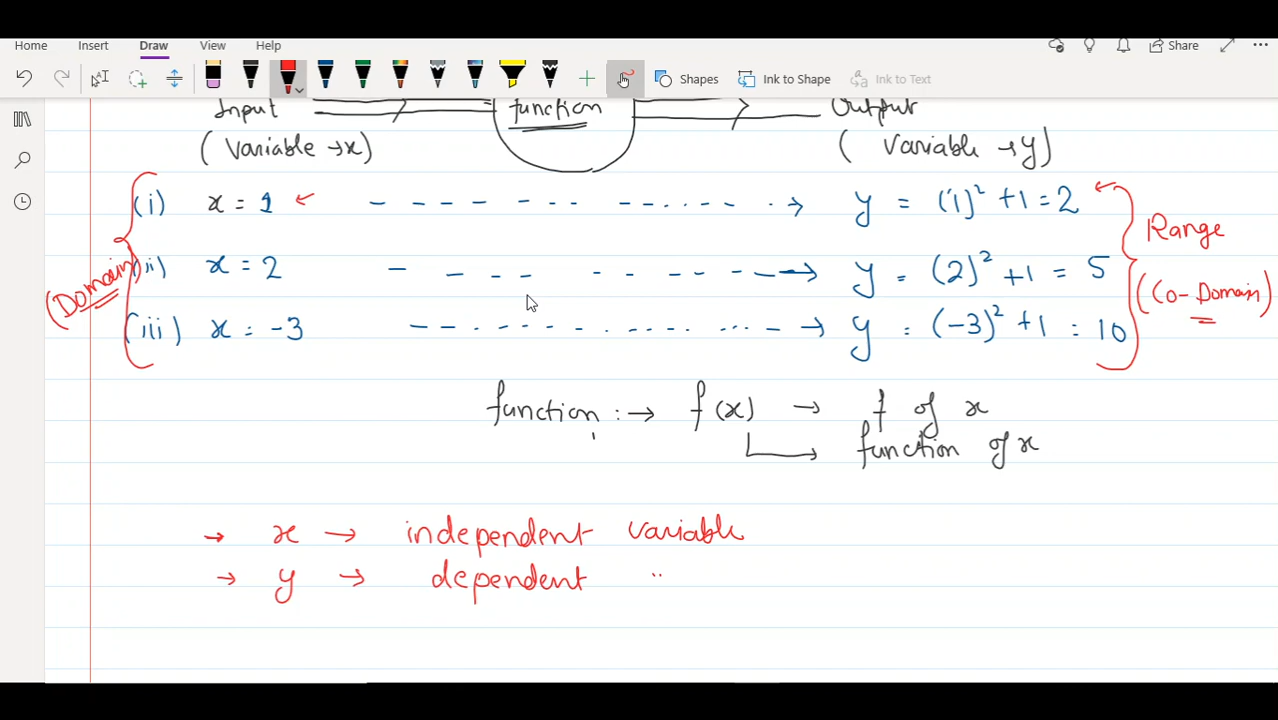 Home Insert Draw View Help
Share
Shapes Ink to Shape Ink to Text
Input function Output
(Variable → x) (Variable → y)
(i) x = 1 ← → y = (1)² + 1 = 2 ← Range
(Domain) (ii) x = 2 → y = (2)² + 1 = 5 (Co-Domain)
(iii) x = -3 → y = (-3)² + 1 = 10
function : → f(x) → f of x
→ function of x
→ x → independent variable
→ y → dependent "